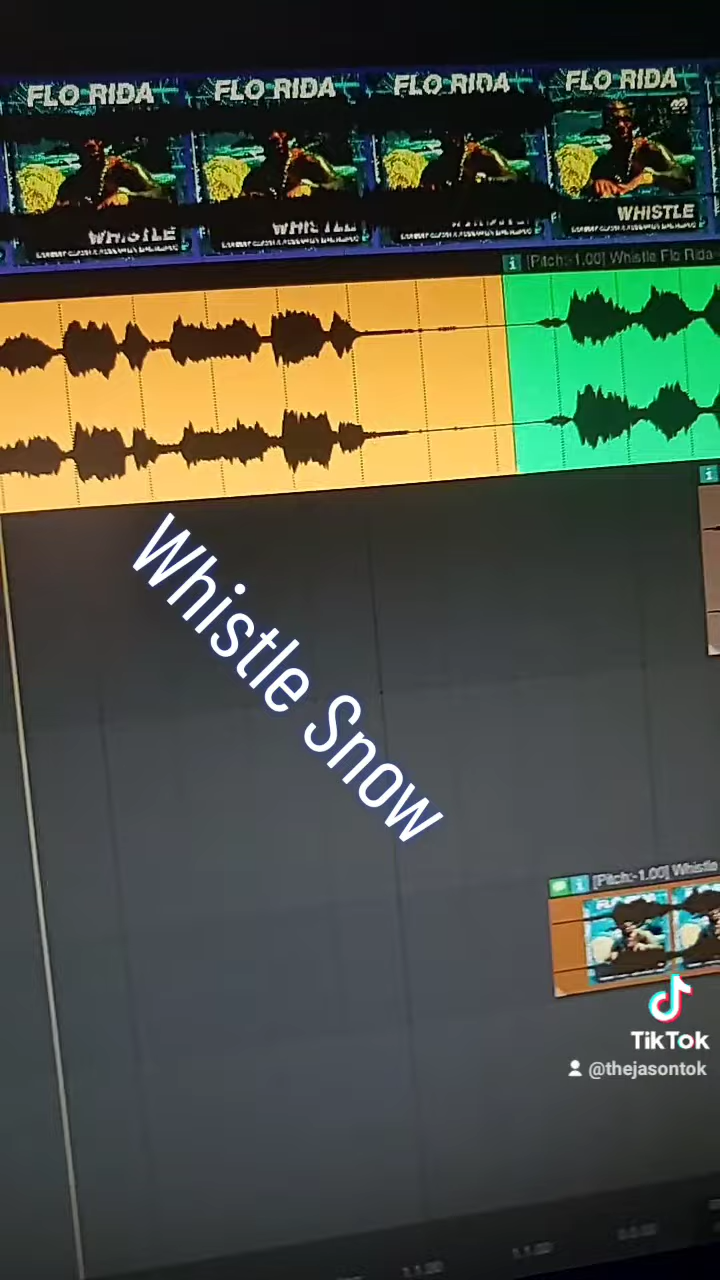 FLO RIDA FLO RIDA FLO RIDA FLO RIDA
WHISTLE WHISTLE WHISTLE
[Pitch:-1.00] Whistle Flo Rida
Whistle Snow
[Pitch:-1.00] Whistle
TikTok
@thejasontok